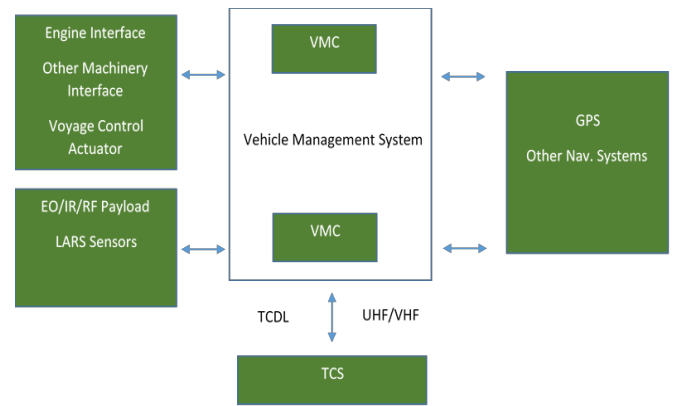 Engine Interface
Other Machinery
Interface
Voyage Control
Actuator
EO/IR/RF Payload
LARS Sensors
VMC
Vehicle Management System
VMC
GPS
Other Nav. Systems
TCDL
UHF/VHF
TCS